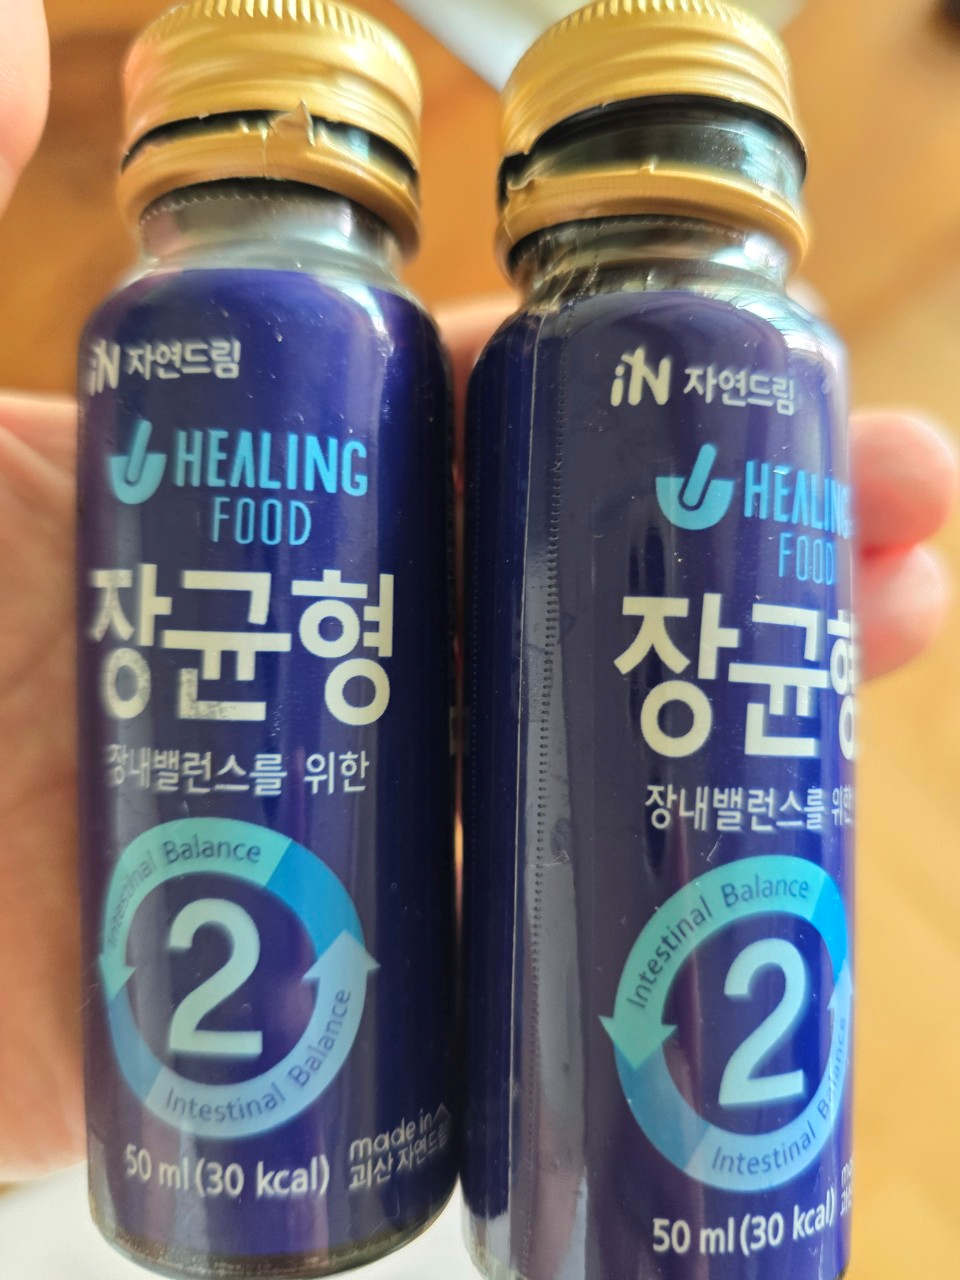 iN 자연드림
HEALING
FOOD
장균형
장내밸런스를 위한
Intestinal Balance
2
Intestinal Balance
50 ml (30 kcal)
made in
괴산 자연드림
iN 자연드림
HEALING
FOOD
장균형
장내밸런스를 위한
Intestinal Balance
2
Intestinal Balance
50 ml (30 kcal)